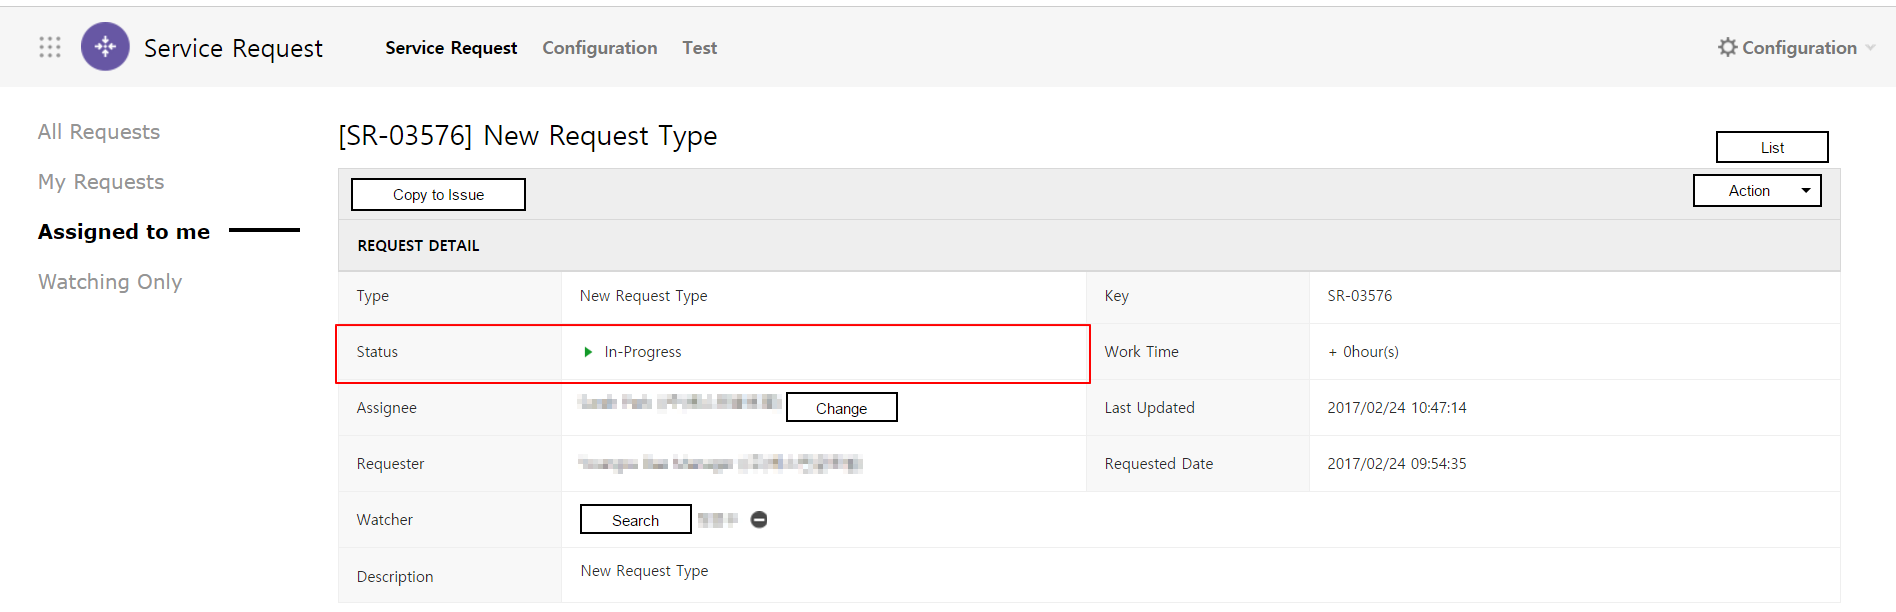 Service Request Service Request Configuration Test Configuration
All Requests
My Requests
Assigned to me
Watching Only
[SR-03576] New Request Type
List
Copy to Issue Action
REQUEST DETAIL
Type New Request Type Key SR-03576
Status In-Progress Work Time + 0hour(s)
Assignee Change Last Updated 2017/02/24 10:47:14
Requester Requested Date 2017/02/24 09:54:35
Watcher Search
Description New Request Type